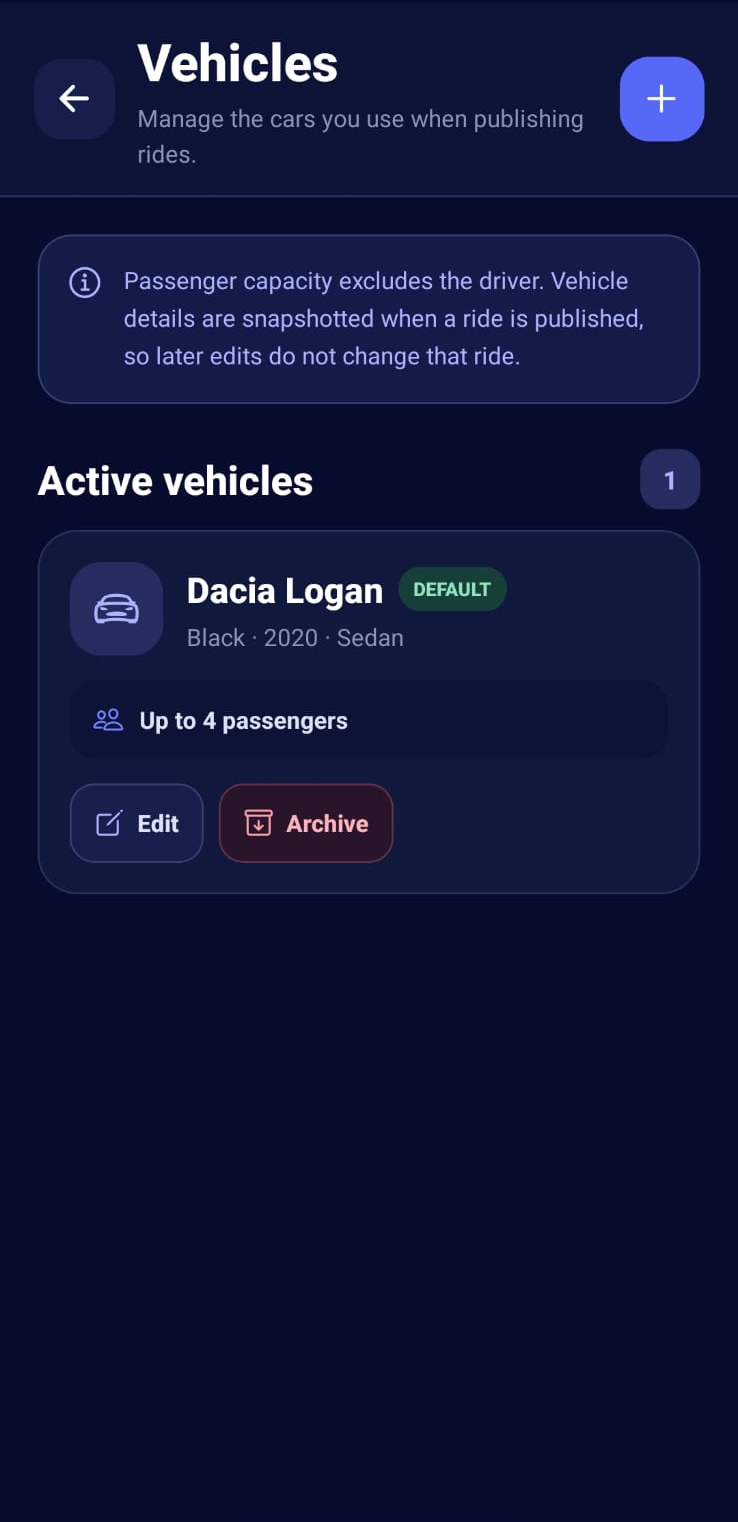 Vehicles
Manage the cars you use when publishing
rides.
Passenger capacity excludes the driver. Vehicle
details are snapshotted when a ride is published,
so later edits do not change that ride.
Active vehicles
1
Dacia Logan
DEFAULT
Black · 2020 · Sedan
Up to 4 passengers
Edit
Archive